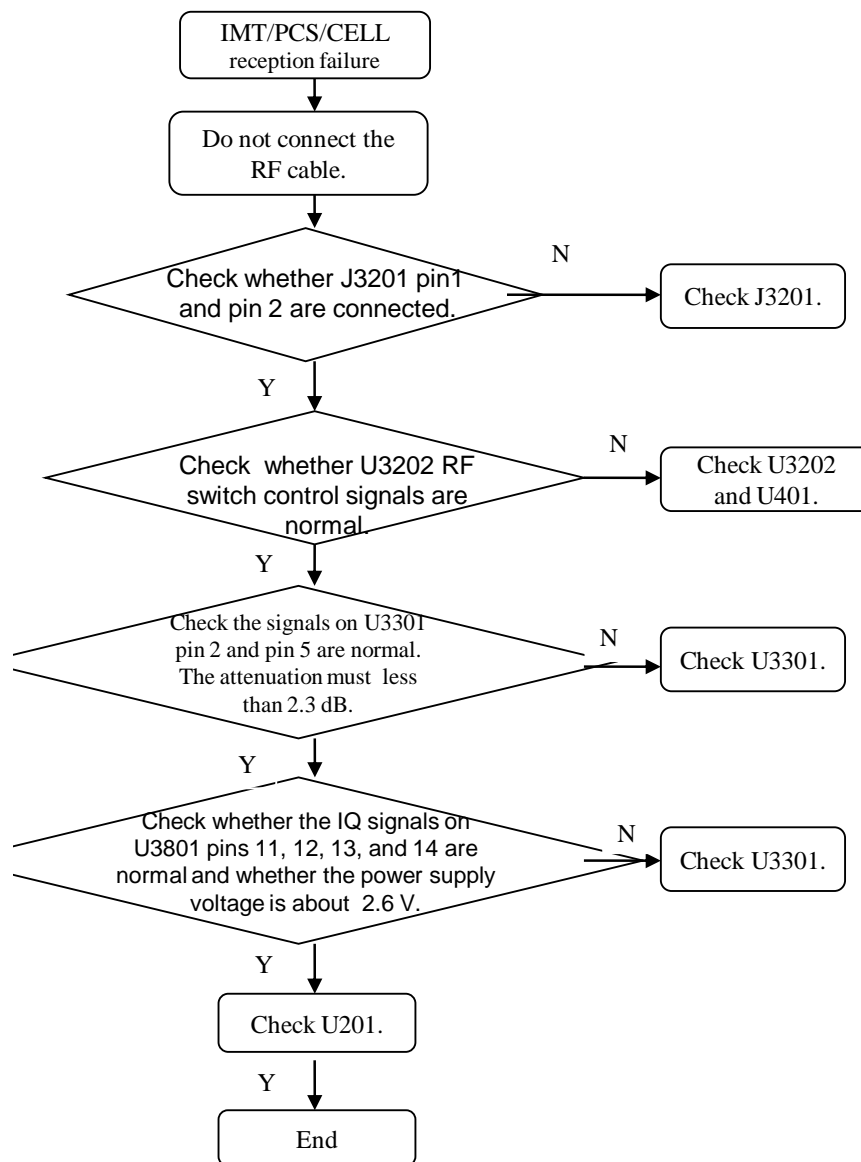 IMT/PCS/CELL
reception failure
Do not connect the
RF cable.
Check whether J3201 pin1
and pin 2 are connected.
N
Check J3201.
Y
Check whether U3202 RF
switch control signals are
normal.
N
Check U3202
and U401.
Y
Check the signals on U3301
pin 2 and pin 5 are normal.
The attenuation must less
than 2.3 dB.
N
Check U3301.
Y
Check whether the IQ signals on
U3801 pins 11, 12, 13, and 14 are
normal and whether the power supply
voltage is about 2.6 V.
N
Check U3301.
Y
Check U201.
Y
End